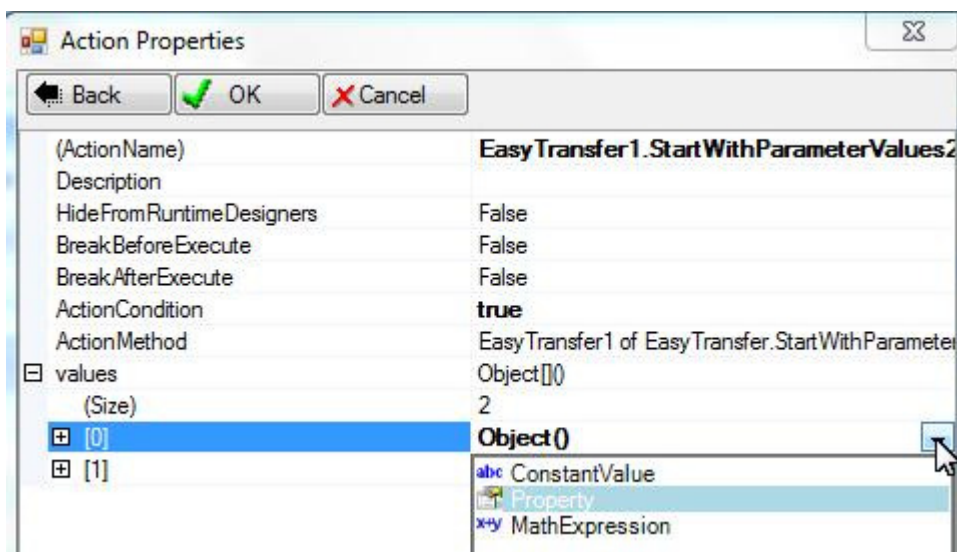 Action Properties
Back OK Cancel
(ActionName) EasyTransfer1.StartWithParameterValues2
Description
HideFromRuntimeDesigners False
BreakBeforeExecute False
BreakAfterExecute False
ActionCondition true
ActionMethod EasyTransfer1 of EasyTransfer.StartWithParameter
values Object[]()
(Size) 2
[0] Object()
[1]
abc ConstantValue
Property
x+y MathExpression